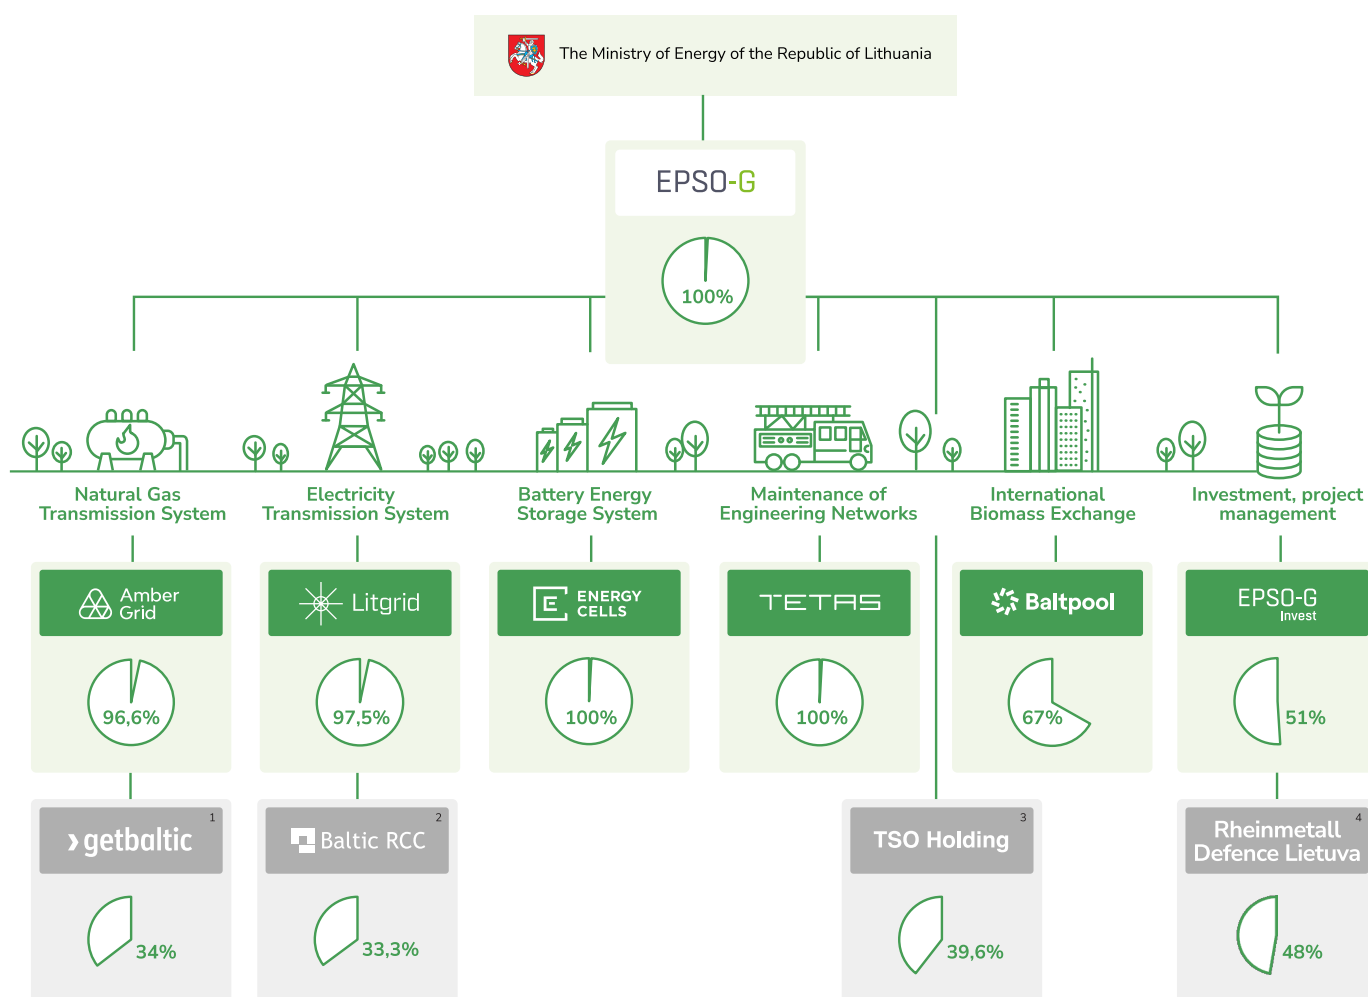 The Ministry of Energy of the Republic of Lithuania
EPSO-G
100%
Natural Gas
Transmission System
Electricity
Transmission System
Battery Energy
Storage System
Maintenance of
Engineering Networks
International
Biomass Exchange
Investment, project
management
Amber
Grid
Litgrid
E
ENERGY
CELLS
TETAS
Baltpool
EPSO-G
Invest
96,6%
97,5%
100%
100%
67%
51%
getbaltic
1
Baltic RCC
2
TSO Holding
3
Rheinmetall
Defence Lietuva
4
34%
33,3%
39,6%
48%